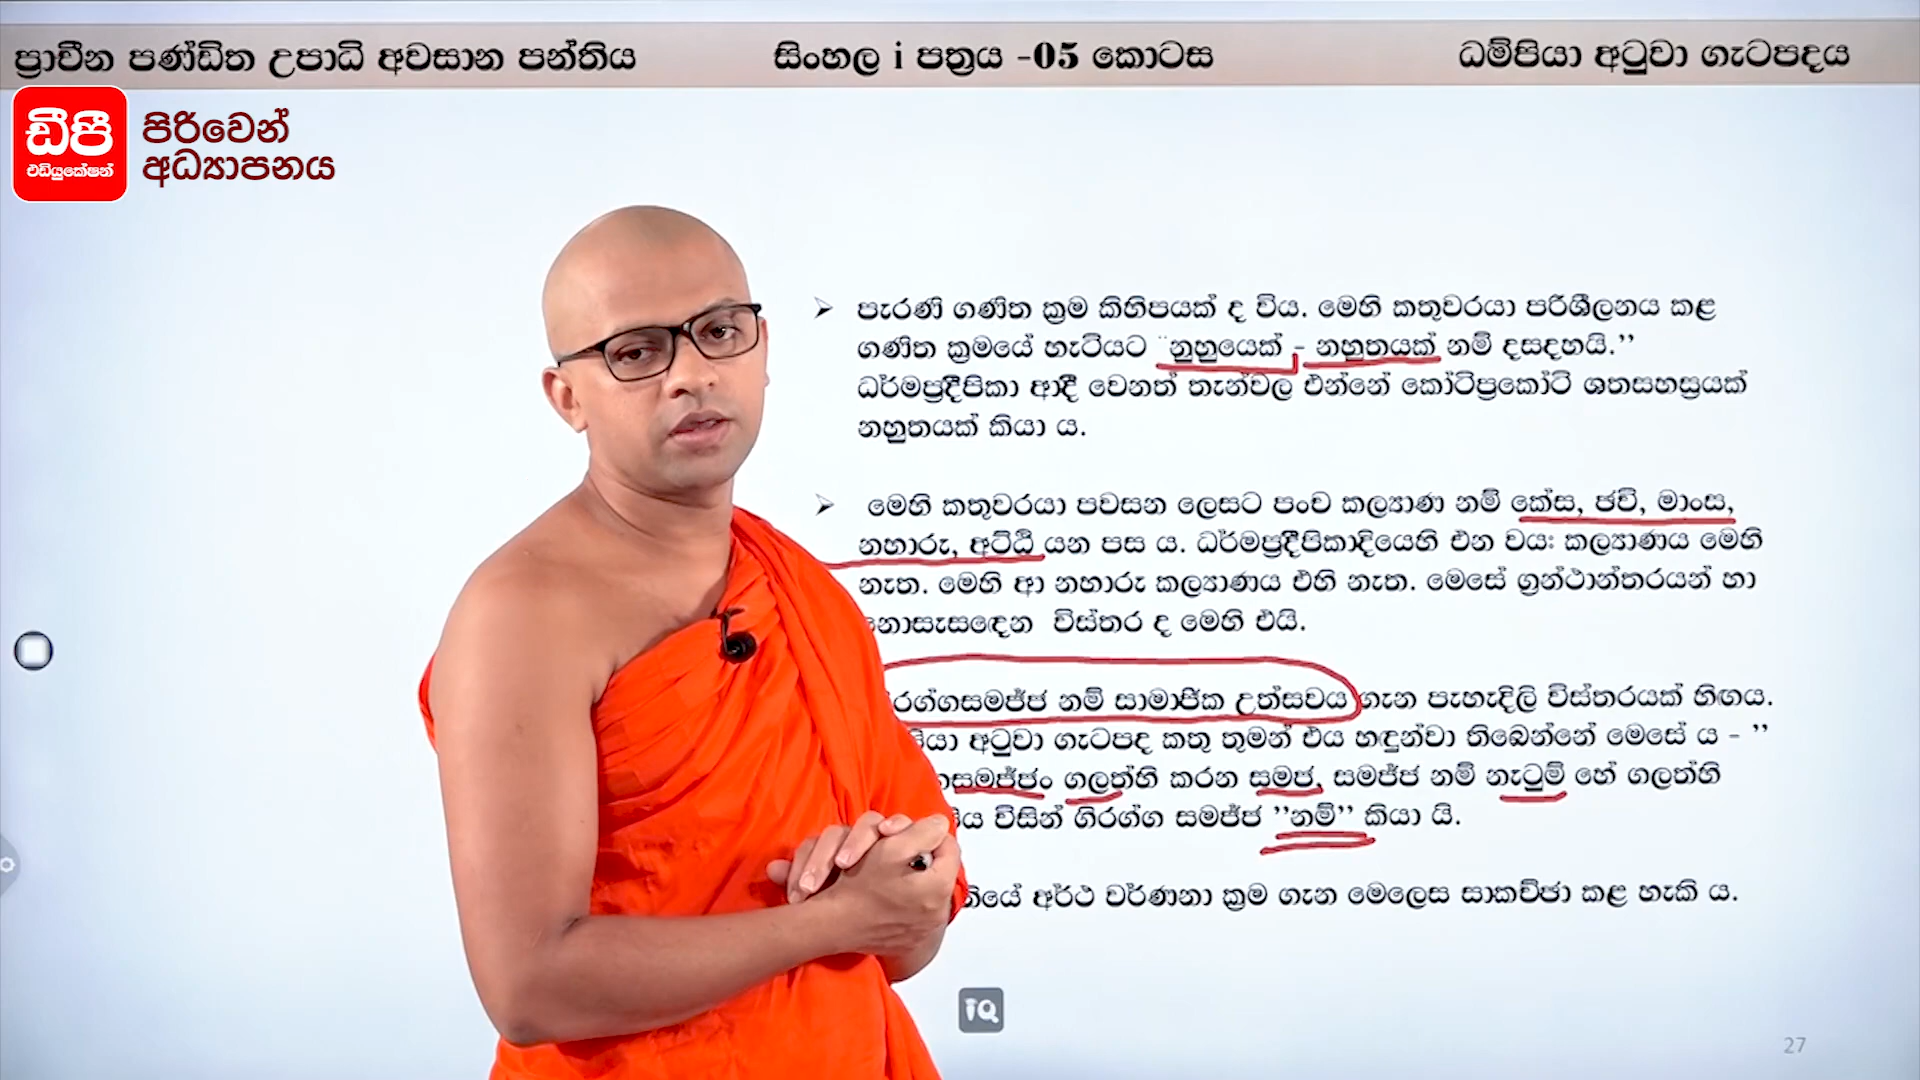 ප්‍රාචීන පණ්ඩිත උපාධි අවසාන පන්තිය
සිංහල i පත්‍රය -05 කොටස
ධම්පියා අටුවා ගැටපදය
ඩීපී
එඩියුකේෂන්
පිරිවෙන්
අධ්‍යාපනය
➢ පැරණි ගණිත ක්‍රම කිහිපයක් ද විය. මෙහි කතුවරයා පරිශීලනය කළ
ගණිත ක්‍රමයේ හැටියට ¨නුහුයෙක් - නහුතයක් නම් දසදහයි.’’
ධර්මප්‍රදීපිකා ආදී වෙනත් තැන්වල එන්නේ කෝටිප්‍රකෝටි ශතසහස්‍රයක්
නහුතයක් කියා ය.
➢ මෙහි කතුවරයා පවසන ලෙසට පංච කල්‍යාණ නම් කේස, ඡවි, මාංස,
නහාරු, අට්ඨි යන පස ය. ධර්මප්‍රදීපිකාදියෙහි එන වයඃ කල්‍යාණය මෙහි
නැත. මෙහි ආ නහාරු කල්‍යාණය එහි නැත. මෙසේ ග්‍රන්ථාන්තරයන් හා
නොසැසඳෙන විස්තර ද මෙහි එයි.
රග්ගසමජ්ජ නම් සාමාජික උත්සවය ගැන පැහැදිලි විස්තරයක් හිඟය.
පියා අටුවා ගැටපද කතු තුමන් එය හඳුන්වා තිබෙන්නේ මෙසේ ය - ’’
සමජ්ජං ගලත්හි කරන සමජ, සමජ්ජ නම් නැටුම් හේ ගලත්හි
විසින් ගිරග්ග සමජ්ජ ’’නම්’’ කියා යි.
තියේ අර්ථ වර්ණනා ක්‍රම ගැන මෙලෙස සාකච්ඡා කළ හැකි ය.
IQ
27